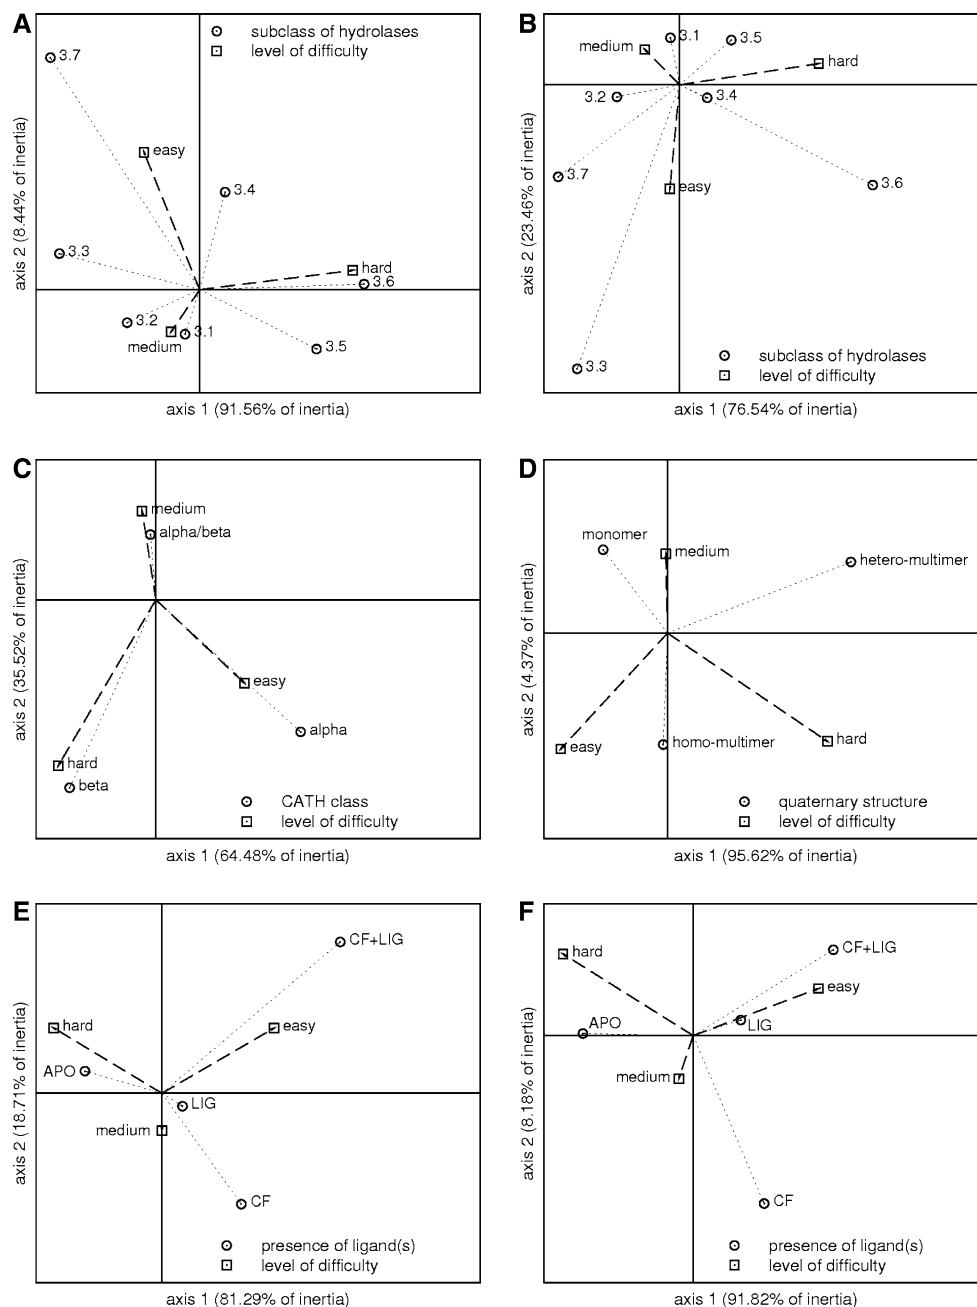 A
subclass of hydrolases
level of difficulty
3.7
easy
3.4
3.3
hard
3.6
3.2
3.1
medium
3.5
axis 2 (8.44% of inertia)
axis 1 (91.56% of inertia)
B
3.1
3.5
medium
hard
3.2
3.4
3.7
3.6
easy
3.3
subclass of hydrolases
level of difficulty
axis 2 (23.46% of inertia)
axis 1 (76.54% of inertia)
C
medium
alpha/beta
easy
alpha
hard
beta
CATH class
level of difficulty
axis 2 (35.52% of inertia)
axis 1 (64.48% of inertia)
D
monomer
medium
hetero-multimer
easy
homo-multimer
hard
quaternary structure
level of difficulty
axis 2 (4.37% of inertia)
axis 1 (95.62% of inertia)
E
CF+LIG
hard
easy
APO
LIG
medium
CF
presence of ligand(s)
level of difficulty
axis 2 (18.71% of inertia)
axis 1 (81.29% of inertia)
F
hard
CF+LIG
easy
APO
LIG
medium
CF
presence of ligand(s)
level of difficulty
axis 2 (8.18% of inertia)
axis 1 (91.82% of inertia)